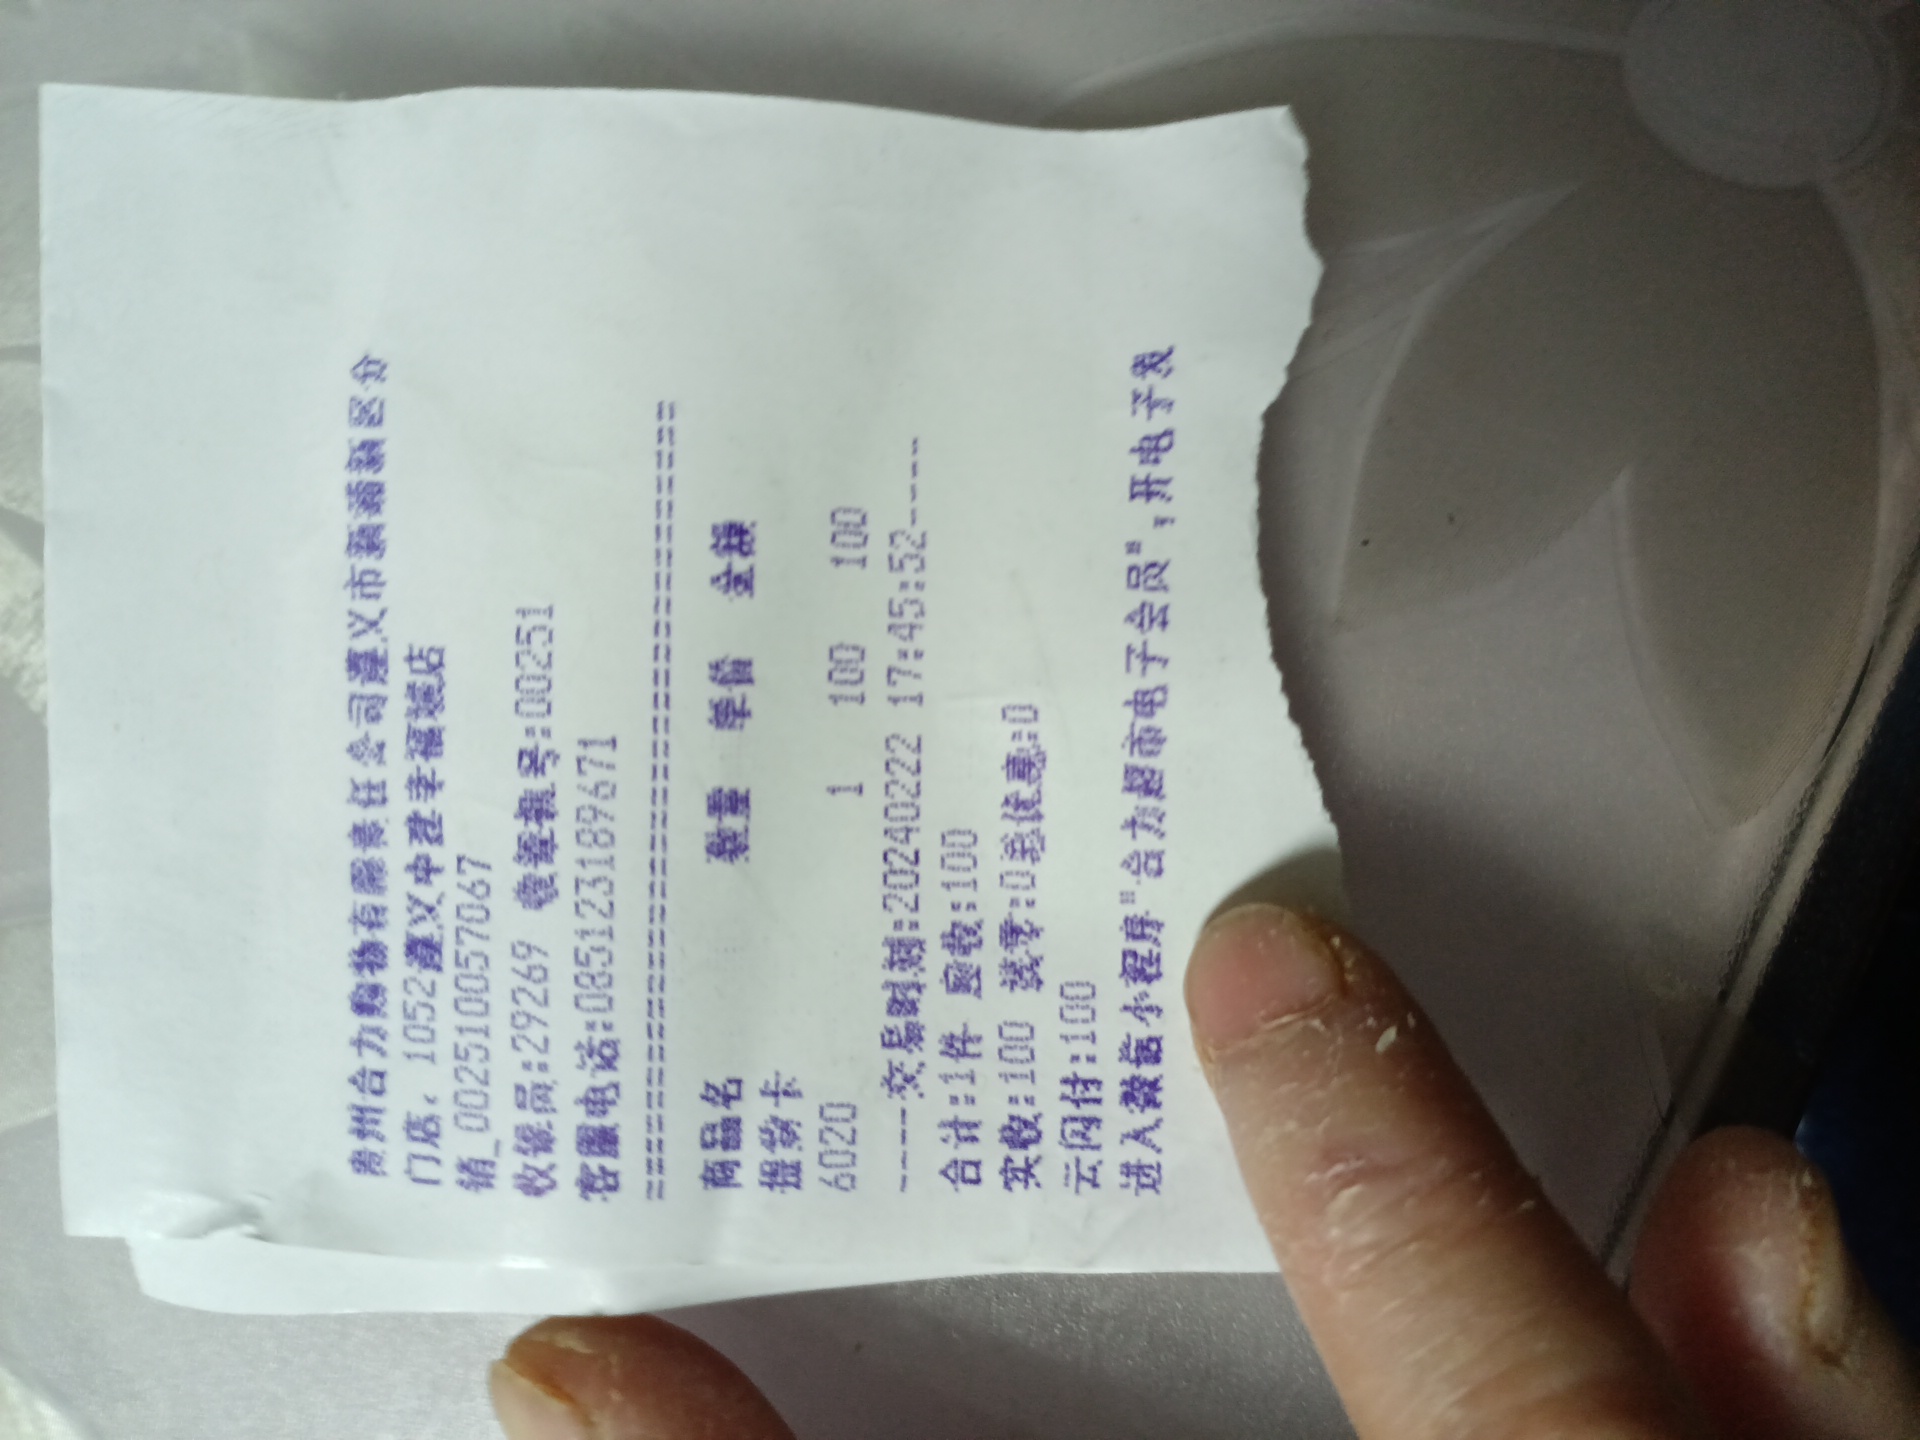 贵州合力购物有限责任公司遵义市新蒲新区分
门店: 1052遵义中建幸福城店
销_002510057067
收银员:29269 收银机号:00251
客服电话:085123189671
================================
商品名 数量 单价 金额
提货卡
6020 1 100 100
----交易时刻:20240222 17:45:52----
合计:1件 应收:100
实收:100 找零:0总优惠:0
云闪付:100
进入微信小程序"合力超市电子会员",开电子发